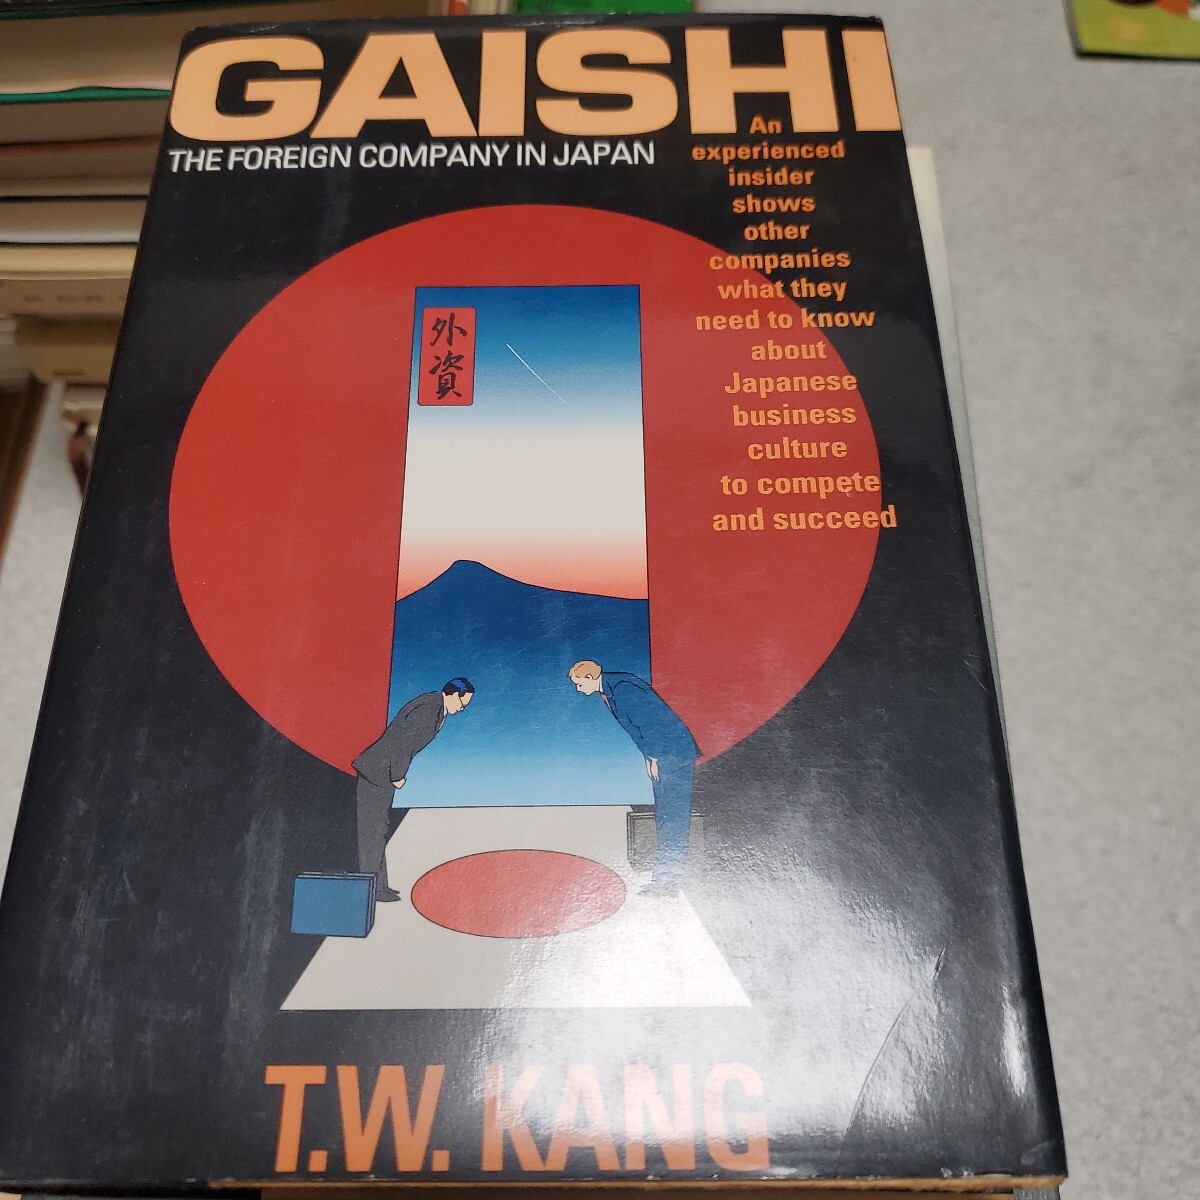 GAISHI
THE FOREIGN COMPANY IN JAPAN
An
experienced
insider
shows
other
companies
what they
need to know
about
Japanese
business
culture
to compete
and succeed
外
資
T.W. KANG